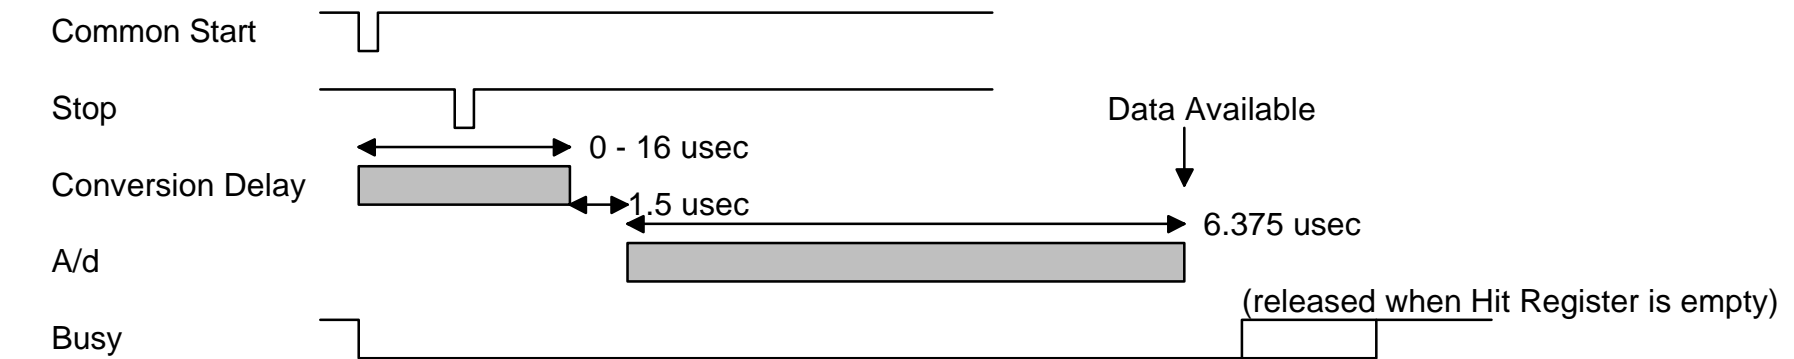 Common Start
Stop
Data Available
0 - 16 usec
Conversion Delay
1.5 usec
6.375 usec
A/d
(released when Hit Register is empty)
Busy